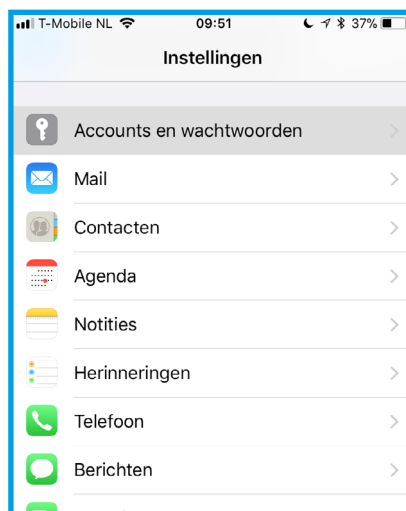 T-Mobile NL 09:51 37%
Instellingen
Accounts en wachtwoorden
Mail
Contacten
Agenda
Notities
Herinneringen
Telefoon
Berichten